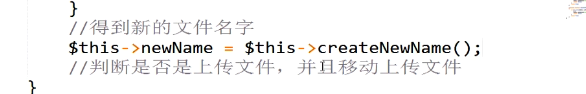 }
//得到新的文件名字
$this->newName = $this->createNewName();
//判断是否是上传文件，并且移动上传文件
}